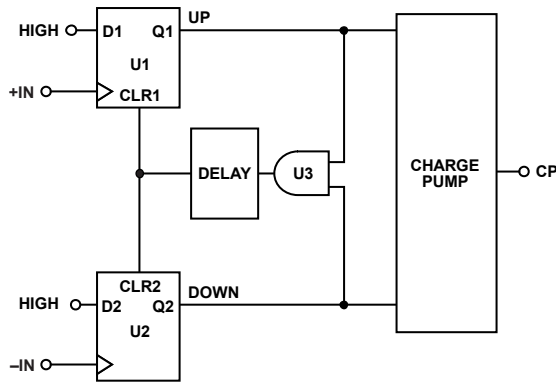 UP
HIGH
D1
Q1
U1
+IN
CLR1
DELAY
U3
CHARGE
PUMP
CP
CLR2
DOWN
HIGH
D2
Q2
U2
–IN